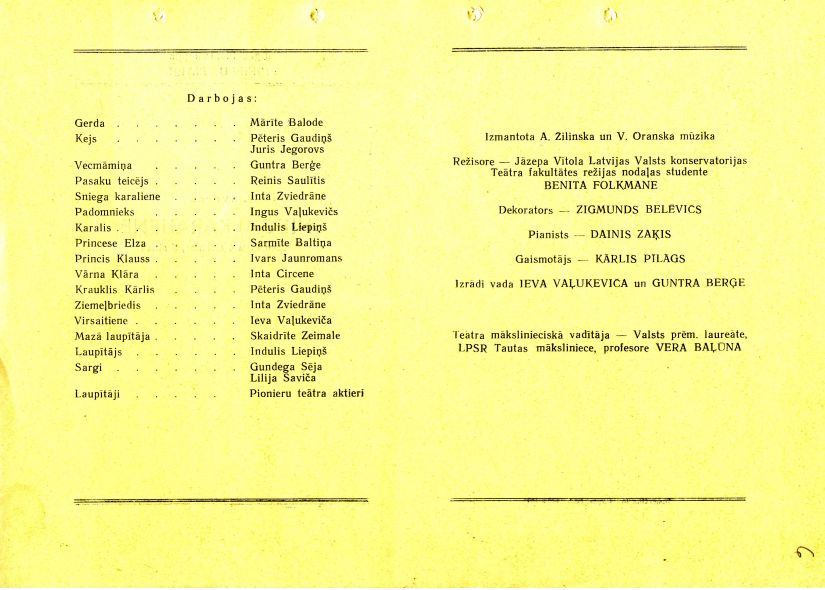 Darbojas:
Gerda . . . . . . . Mārīte Balode
Kejs . . . . . . . Pēteris Gaudiņš
Juris Jegorovs
Vecmāmiņa . . . . . Guntra Berģe
Pasaku teicējs . . . . . Reinis Saulītis
Sniega karaliene . . . . Inta Zviedrāne
Padomnieks . . . . . Ingus Vaļukevičs
Karalis . . . . . . . Indulis Liepiņš
Princese Elza . . . . . Sarmīte Baltiņa
Princis Klauss . . . . . Ivars Jaunromans
Vārna Klāra . . . . . Inta Circene
Krauklis Kārlis . . . . Pēteris Gaudiņš
Ziemeļbriedis . . . . . Inta Zviedrāne
Virsaitiene . . . . . . Ieva Vaļukeviča
Mazā laupītāja . . . . . Skaidrīte Zeimale
Laupītājs . . . . . Indulis Liepiņš
Sargi . . . . . . . Gundega Sēja
Lilija Saviča
Laupītāji . . . . . Pionieru teātra aktieri
Izmantota A. Žilinska un V. Oranska mūzika
Režisore — Jāzepa Vītola Latvijas Valsts konservatorijas
Teātra fakultātes režijas nodaļas studente
BENITA FOLKMANE
Dekorators — ZIGMUNDS BELĒVICS
Pianists — DAINIS ZAĶIS
Gaismotājs — KĀRLIS PĪLĀGS
Izrādi vada IEVA VAĻUKEVIČA un GUNTRA BERĢE
Teātra mākslinieciskā vadītāja — Valsts prēm. laureāte,
LPSR Tautas māksliniece, profesore VERA BAĻŪNA